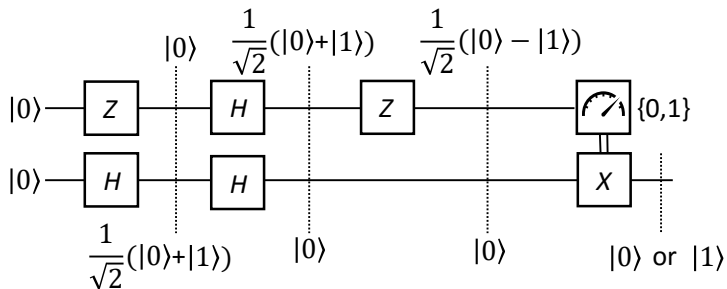 |0⟩
1/√2(|0⟩+|1⟩)
1/√2(|0⟩ − |1⟩)
|0⟩ Z H Z {0,1}
|0⟩ H H X
1/√2(|0⟩+|1⟩)
|0⟩
|0⟩
|0⟩ or |1⟩